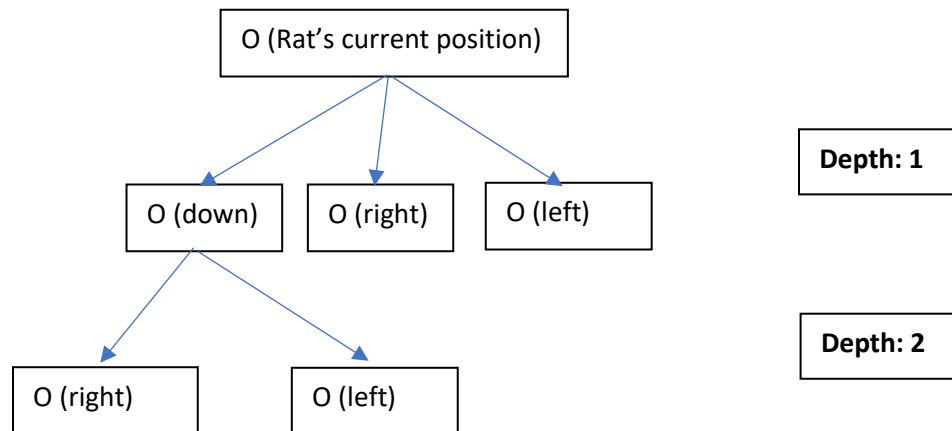 O (Rat’s current position)
Depth: 1
O (down)
O (right)
O (left)
Depth: 2
O (right)
O (left)